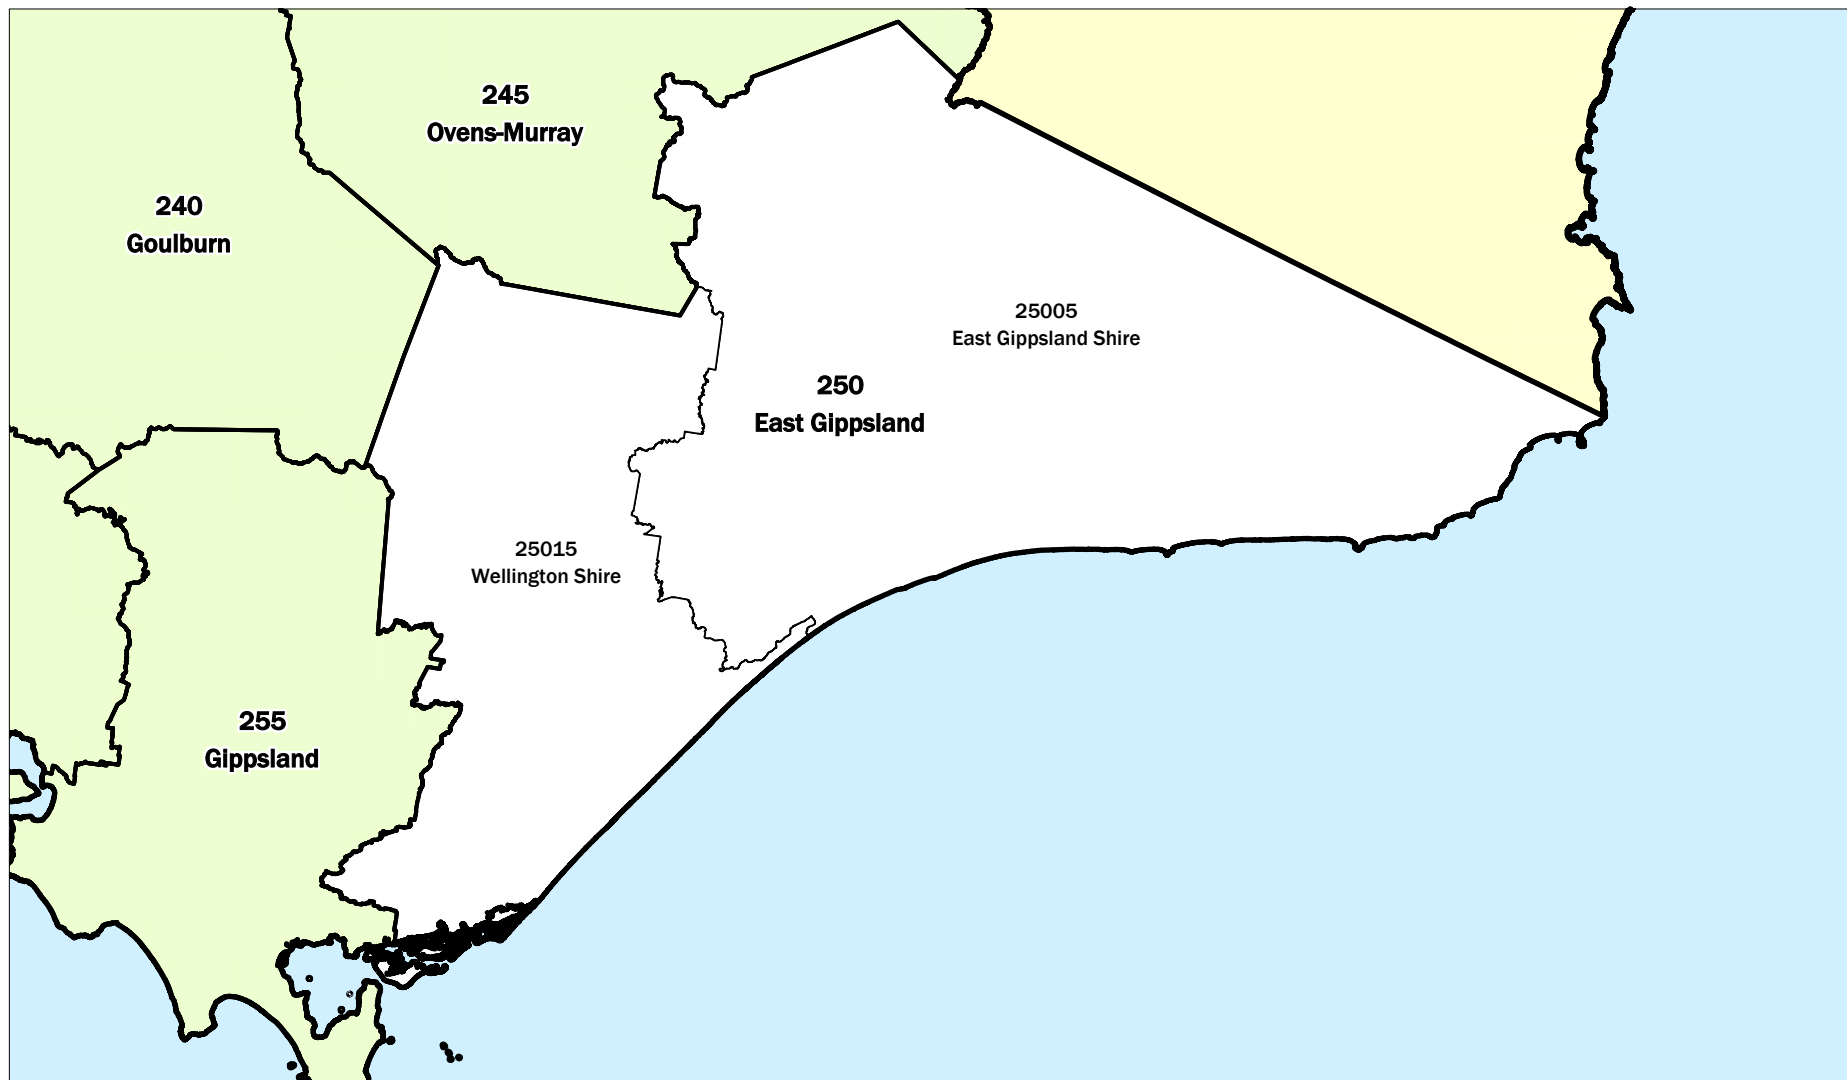 245
Ovens-Murray
240
Goulburn
25005
East Gippsland Shire
250
East Gippsland
25015
Wellington Shire
255
Gippsland